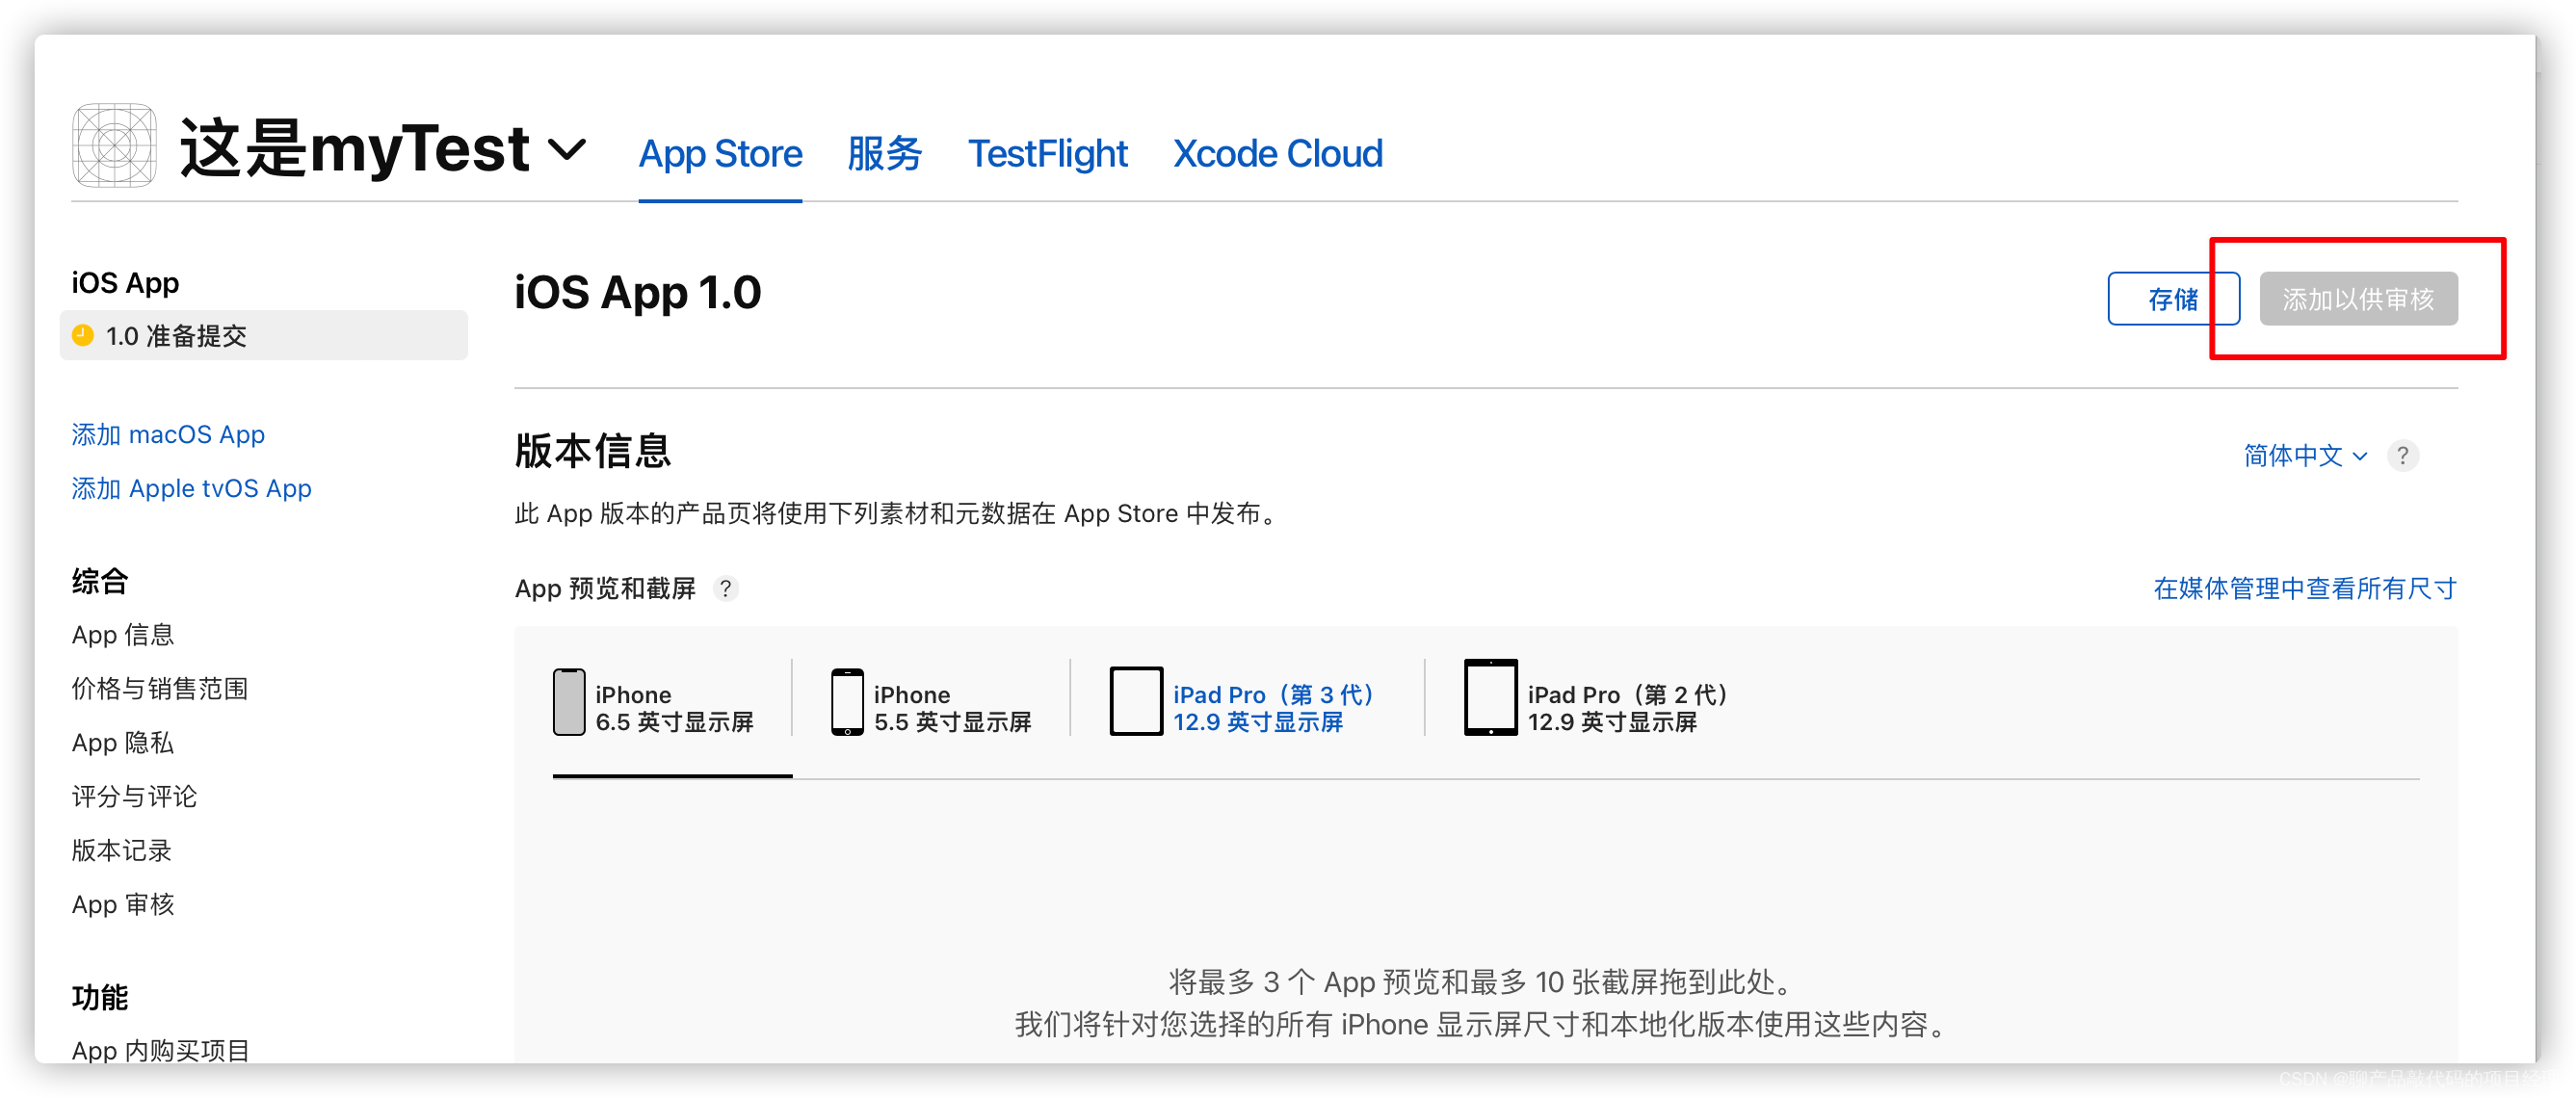 这是myTest
App Store 服务 TestFlight Xcode Cloud
iOS App
1.0 准备提交
添加 macOS App
添加 Apple tvOS App
综合
App 信息
价格与销售范围
App 隐私
评分与评论
版本记录
App 审核
功能
App 内购买项目
iOS App 1.0
存储 添加以供审核
版本信息
简体中文 ?
此 App 版本的产品页将使用下列素材和元数据在 App Store 中发布。
App 预览和截屏 ?
在媒体管理中查看所有尺寸
iPhone
6.5 英寸显示屏
iPhone
5.5 英寸显示屏
iPad Pro（第 3 代）
12.9 英寸显示屏
iPad Pro（第 2 代）
12.9 英寸显示屏
将最多 3 个 App 预览和最多 10 张截屏拖到此处。
我们将针对您选择的所有 iPhone 显示屏尺寸和本地化版本使用这些内容。
CSDN @聊产品敲代码的项目经